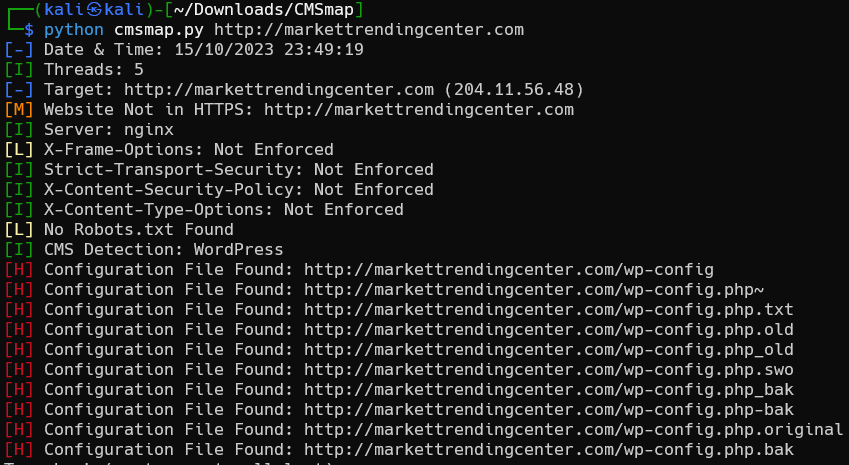 ┌──(kali㉿kali)-[~/Downloads/CMSmap]
└─$ python cmsmap.py http://markettrendingcenter.com
[-] Date & Time: 15/10/2023 23:49:19
[I] Threads: 5
[-] Target: http://markettrendingcenter.com (204.11.56.48)
[M] Website Not in HTTPS: http://markettrendingcenter.com
[I] Server: nginx
[L] X-Frame-Options: Not Enforced
[I] Strict-Transport-Security: Not Enforced
[I] X-Content-Security-Policy: Not Enforced
[I] X-Content-Type-Options: Not Enforced
[L] No Robots.txt Found
[I] CMS Detection: WordPress
[H] Configuration File Found: http://markettrendingcenter.com/wp-config
[H] Configuration File Found: http://markettrendingcenter.com/wp-config.php~
[H] Configuration File Found: http://markettrendingcenter.com/wp-config.php.txt
[H] Configuration File Found: http://markettrendingcenter.com/wp-config.php.old
[H] Configuration File Found: http://markettrendingcenter.com/wp-config.php_old
[H] Configuration File Found: http://markettrendingcenter.com/wp-config.php.swo
[H] Configuration File Found: http://markettrendingcenter.com/wp-config.php_bak
[H] Configuration File Found: http://markettrendingcenter.com/wp-config.php-bak
[H] Configuration File Found: http://markettrendingcenter.com/wp-config.php.original
[H] Configuration File Found: http://markettrendingcenter.com/wp-config.php.bak